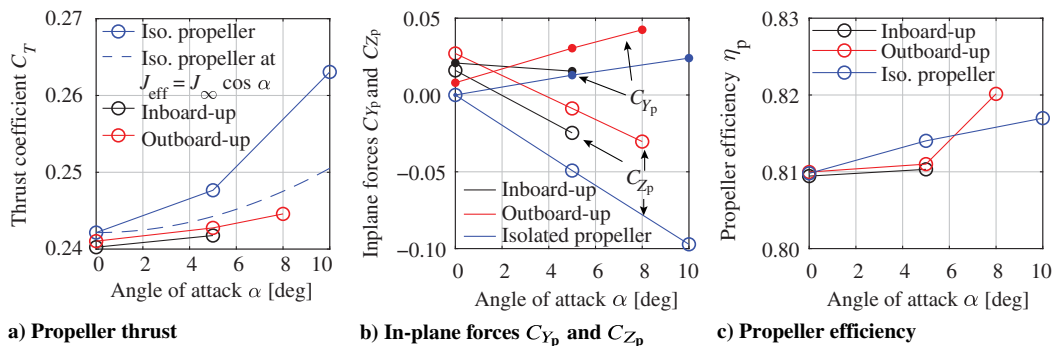 Thrust coefficient C_T
0.27
0.26
0.25
0.24
Iso. propeller
Iso. propeller at
J_eff = J_∞ cos α
Inboard-up
Outboard-up
0 2 4 6 8 10
Angle of attack α [deg]
a) Propeller thrust
Inplane forces C_Yp and C_Zp
0.05
0.00
−0.05
−0.10
C_Yp
C_Zp
Inboard-up
Outboard-up
Isolated propeller
0 2 4 6 8 10
Angle of attack α [deg]
b) In-plane forces C_Yp and C_Zp
Propeller efficiency η_p
0.83
0.82
0.81
0.80
Inboard-up
Outboard-up
Iso. propeller
0 2 4 6 8 10
Angle of attack α [deg]
c) Propeller efficiency